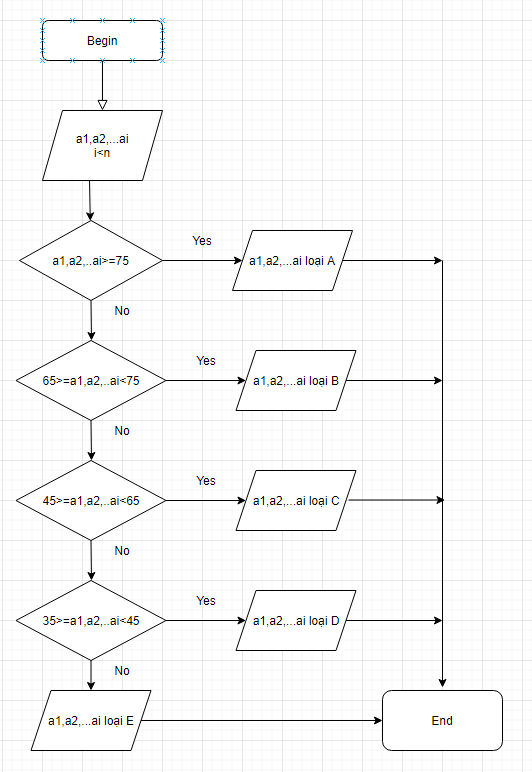 Begin
a1,a2,...ai
i<n
a1,a2,..ai>=75
Yes
a1,a2,...ai loại A
No
65>=a1,a2,..ai<75
Yes
a1,a2,...ai loại B
No
45>=a1,a2,..ai<65
Yes
a1,a2,...ai loại C
No
35>=a1,a2,..ai<45
Yes
a1,a2,...ai loại D
No
a1,a2,...ai loại E
End